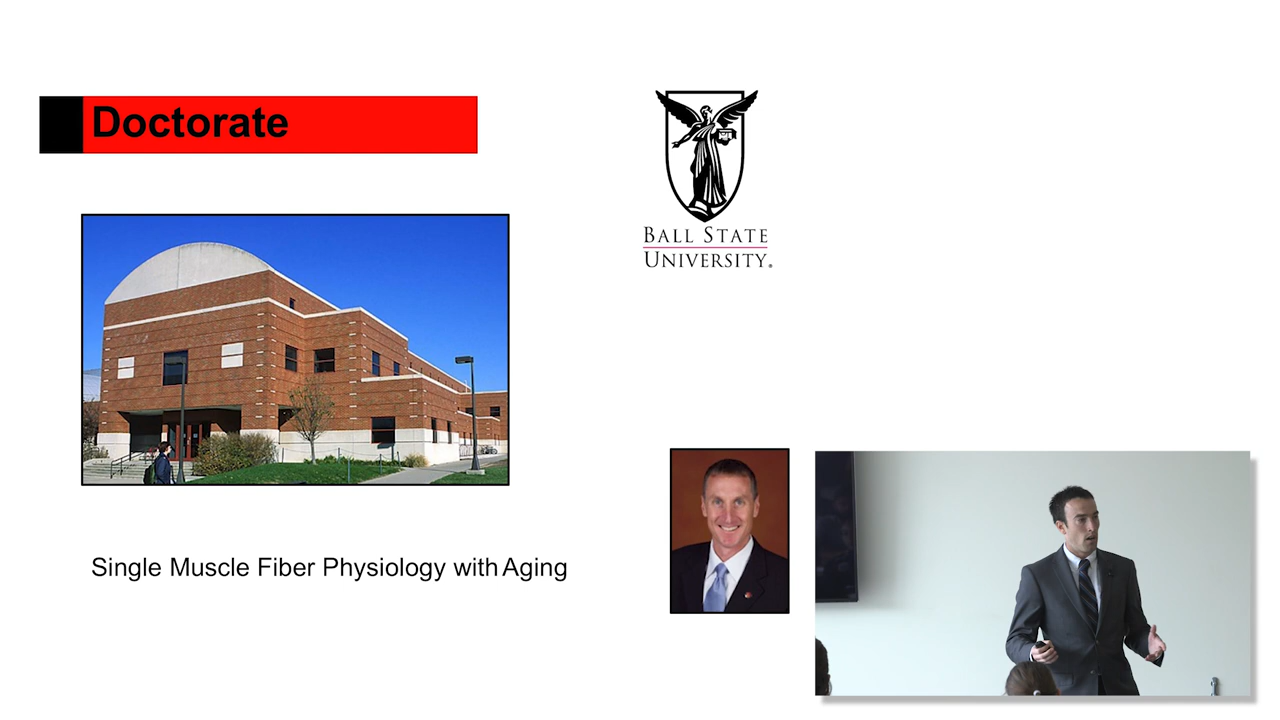 Doctorate
BALL STATE
UNIVERSITY®
Single Muscle Fiber Physiology with Aging